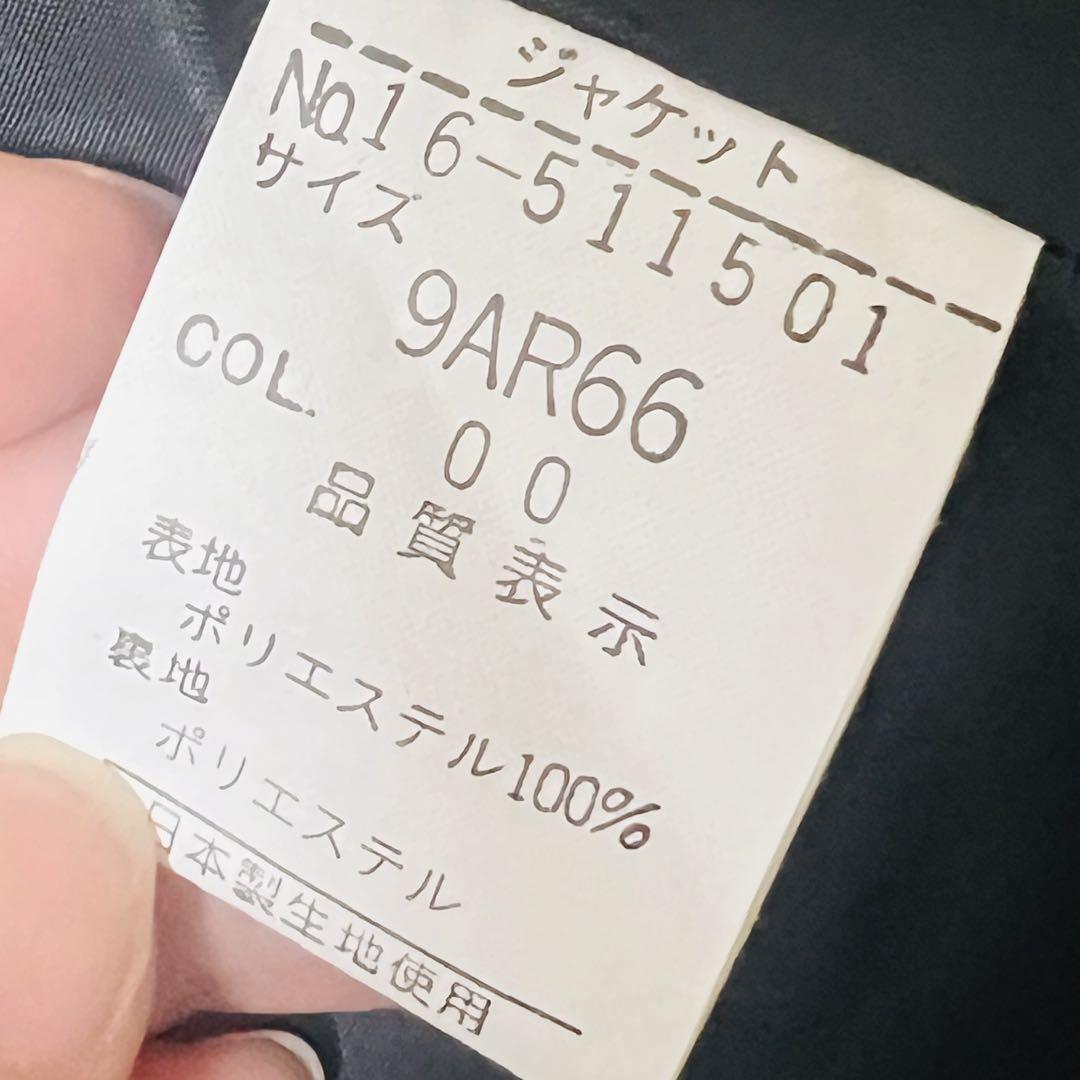 ジャケット
No.16-511501
サイズ
9AR66
COL.
00
品質表示
表地
ポリエステル100%
裏地
ポリエステル
日本製生地使用